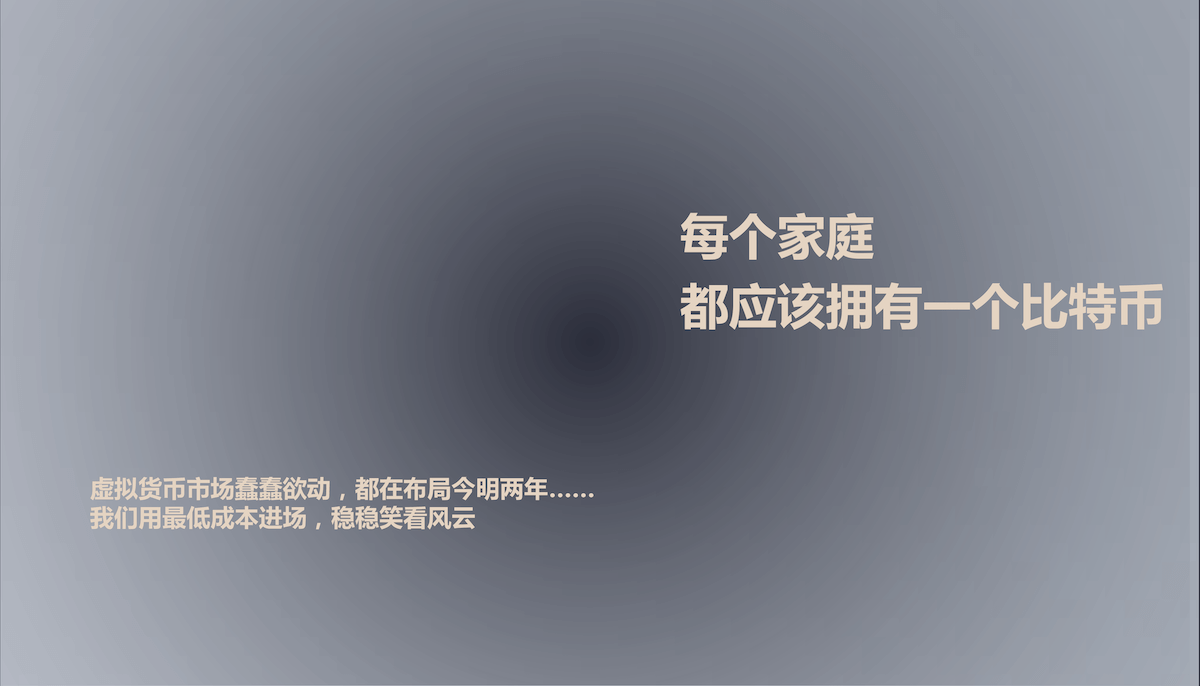 每个家庭
都应该拥有一个比特币
虚拟货币市场蠢蠢欲动，都在布局今明两年……
我们用最低成本进场，稳稳笑看风云